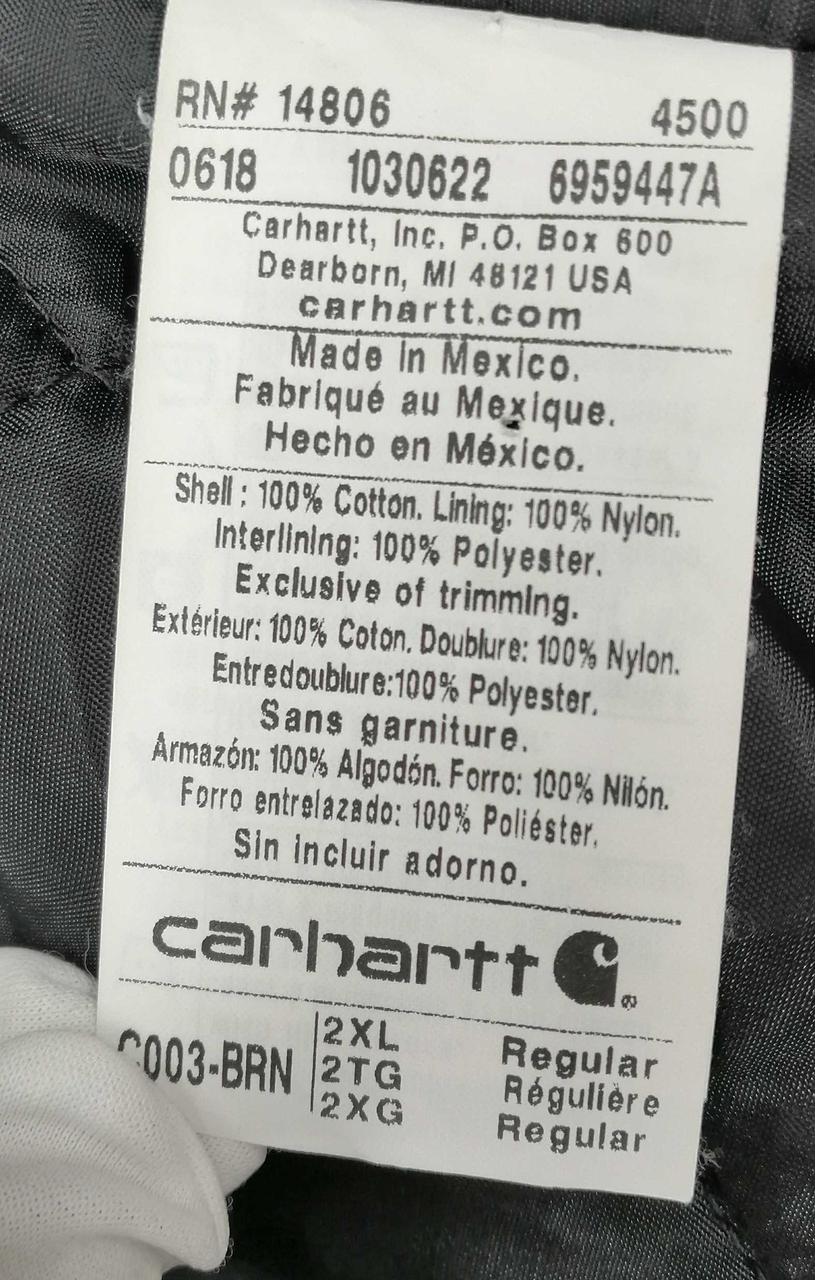 RN# 14806 4500
0618 1030622 6959447A
Carhartt, Inc. P.O. Box 600
Dearborn, MI 48121 USA
carhartt.com
Made in Mexico.
Fabriqué au Mexique.
Hecho en México.
Shell : 100% Cotton. Lining: 100% Nylon.
Interlining: 100% Polyester.
Exclusive of trimming.
Extérieur: 100% Coton. Doublure: 100% Nylon.
Entredoublure:100% Polyester.
Sans garniture.
Armazón: 100% Algodón. Forro: 100% Nilón.
Forro entrelazado: 100% Poliéster.
Sin incluir adorno.
carhartt ®
C003-BRN
2XL Regular
2TG Régulière
2XG Regular